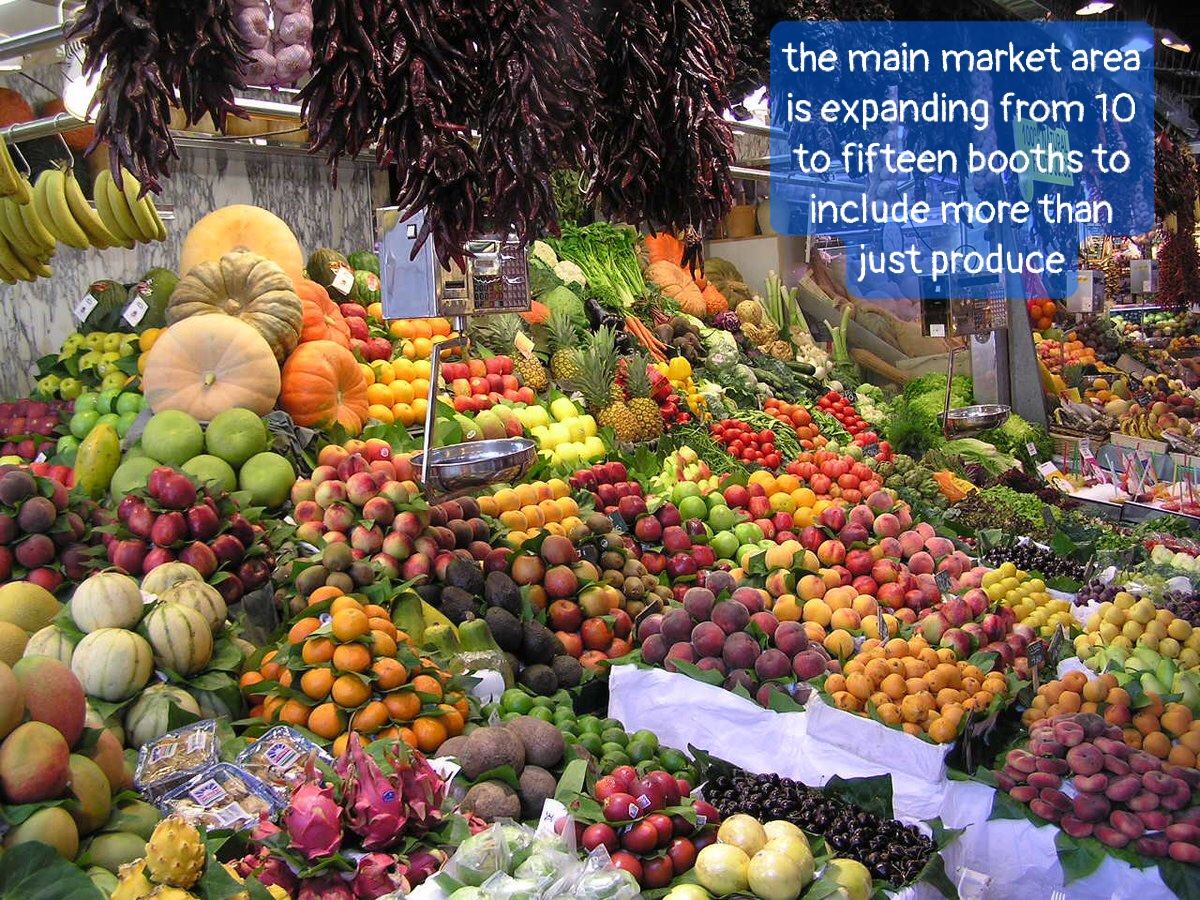 the main market area
is expanding from 10
to fifteen booths to
include more than
just produce